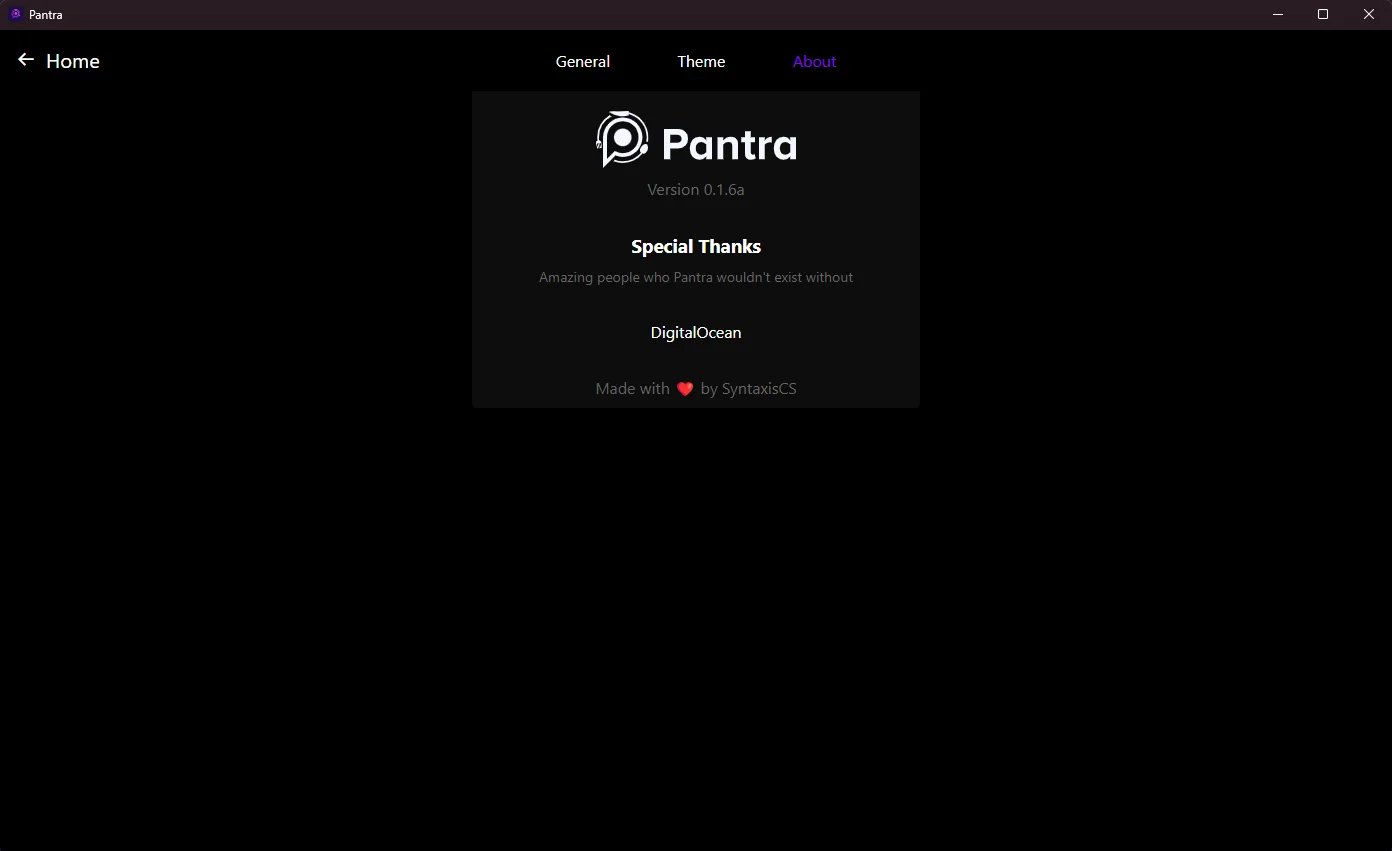 Pantra
Home
General Theme About
Pantra
Version 0.1.6a
Special Thanks
Amazing people who Pantra wouldn't exist without
DigitalOcean
Made with ❤️ by SyntaxisCS